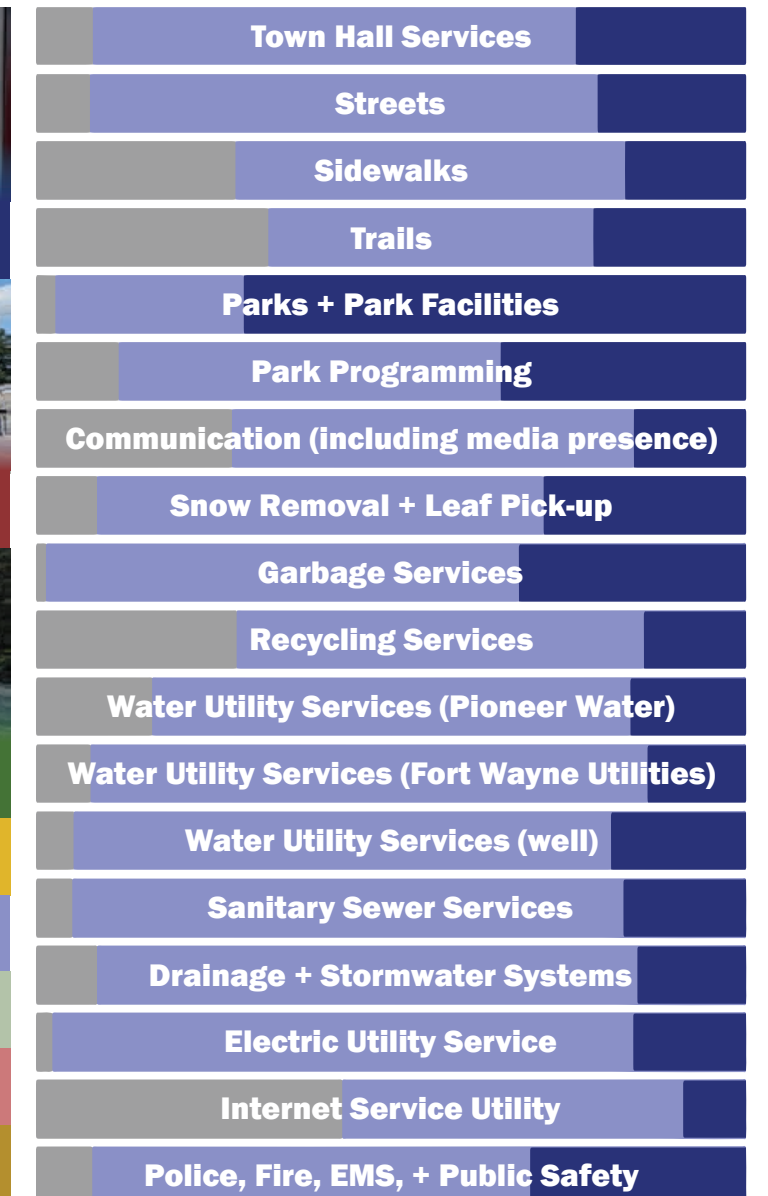 Town Hall Services
Streets
Sidewalks
Trails
Parks + Park Facilities
Park Programming
Communication (including media presence)
Snow Removal + Leaf Pick-up
Garbage Services
Recycling Services
Water Utility Services (Pioneer Water)
Water Utility Services (Fort Wayne Utilities)
Water Utility Services (well)
Sanitary Sewer Services
Drainage + Stormwater Systems
Electric Utility Service
Internet Service Utility
Police, Fire, EMS, + Public Safety